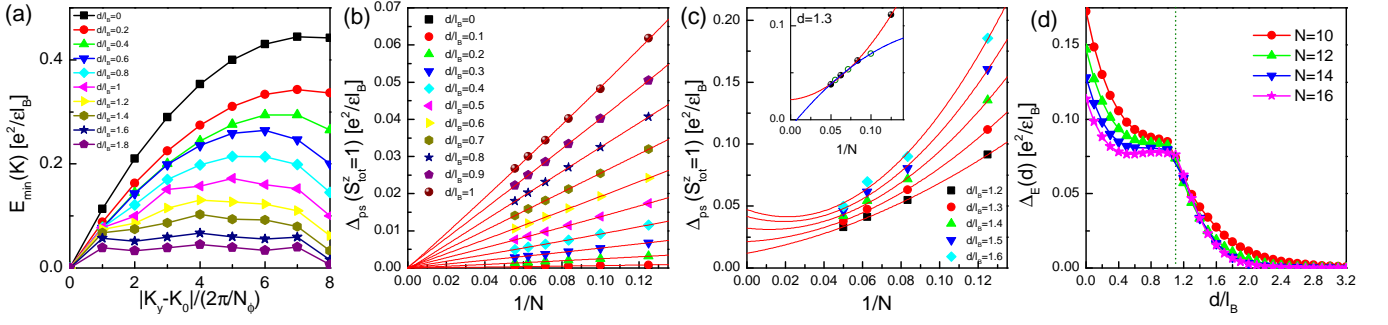 (a)
E_min(K) [e²/εl_B]
0.4
0.2
0.0
d/l_B=0
d/l_B=0.2
d/l_B=0.4
d/l_B=0.6
d/l_B=0.8
d/l_B=1
d/l_B=1.2
d/l_B=1.4
d/l_B=1.6
d/l_B=1.8
0 2 4 6 8
|K_y-K_0|/(2π/N_ϕ)
(b)
Δ_ps (S^z_tot=1) [e²/εl_B]
0.07
0.06
0.05
0.04
0.03
0.02
0.01
0.00
d/l_B=0
d/l_B=0.1
d/l_B=0.2
d/l_B=0.3
d/l_B=0.4
d/l_B=0.5
d/l_B=0.6
d/l_B=0.7
d/l_B=0.8
d/l_B=0.9
d/l_B=1
0.00 0.02 0.04 0.06 0.08 0.10 0.12
1/N
(c)
Δ_ps (S^z_tot=1) [e²/εl_B]
0.20
0.15
0.10
0.05
0.00
d=1.3
0.1
0.0
0.00 0.05 0.10 0.15
1/N
d/l_B=1.2
d/l_B=1.3
d/l_B=1.4
d/l_B=1.5
d/l_B=1.6
0.00 0.02 0.04 0.06 0.08 0.10 0.12
1/N
(d)
Δ_E(d) [e²/εl_B]
0.15
0.10
0.05
0.00
N=10
N=12
N=14
N=16
0.0 0.4 0.8 1.2 1.6 2.0 2.4 2.8 3.2
d/l_B